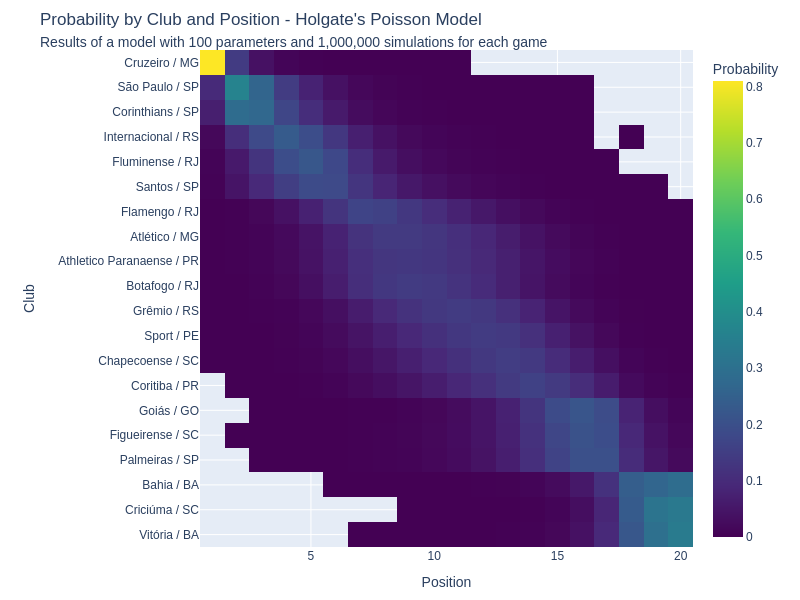 Probability by Club and Position - Holgate's Poisson Model
Results of a model with 100 parameters and 1,000,000 simulations for each game
Probability
Cruzeiro / MG
São Paulo / SP
Corinthians / SP
Internacional / RS
Fluminense / RJ
Santos / SP
Flamengo / RJ
Atlético / MG
Athletico Paranaense / PR
Botafogo / RJ
Grêmio / RS
Sport / PE
Chapecoense / SC
Coritiba / PR
Goiás / GO
Figueirense / SC
Palmeiras / SP
Bahia / BA
Criciúma / SC
Vitória / BA
Club
5 10 15 20
Position
0.8
0.7
0.6
0.5
0.4
0.3
0.2
0.1
0